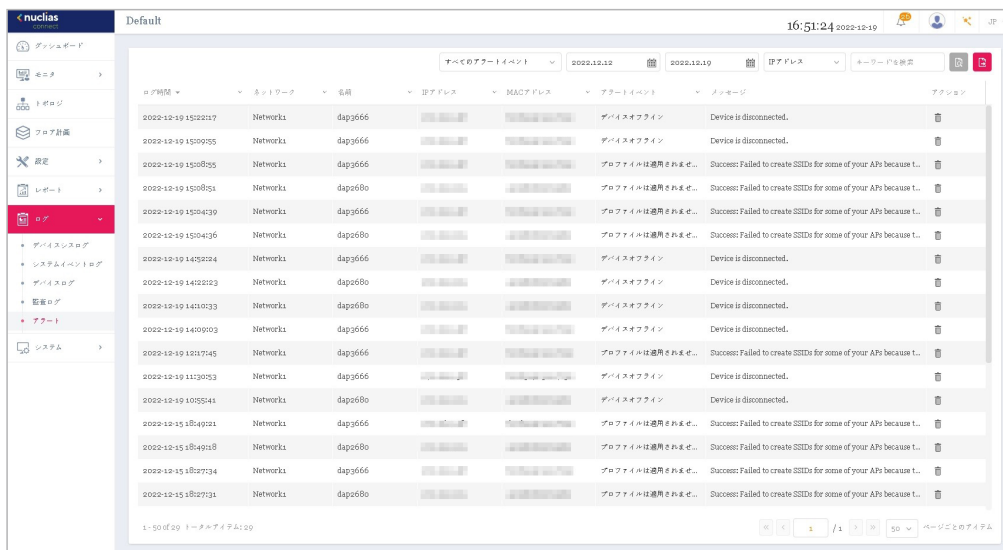 nuclias
connect
Default
16:51:24 2022-12-19
JP
ダッシュボード
モニタ
トポロジ
フロア計画
設定
レポート
ログ
デバイスシスログ
システムイベントログ
デバイスログ
監査ログ
アラート
システム
すべてのアラートイベント 2022.12.12 2022.12.19 IPアドレス キーワードを検索
ログ時間 ネットワーク 名前 IPアドレス MACアドレス アラートイベント メッセージ アクション
2022-12-19 15:22:17 Network1 dap3666 デバイスオフライン Device is disconnected.
2022-12-19 15:09:55 Network1 dap3666 デバイスオフライン Device is disconnected.
2022-12-19 15:08:55 Network1 dap3666 プロファイルは適用されませ... Success: Failed to create SSIDs for some of your APs because t...
2022-12-19 15:08:51 Network1 dap2680 プロファイルは適用されませ... Success: Failed to create SSIDs for some of your APs because t...
2022-12-19 15:04:39 Network1 dap3666 プロファイルは適用されませ... Success: Failed to create SSIDs for some of your APs because t...
2022-12-19 15:04:36 Network1 dap2680 プロファイルは適用されませ... Success: Failed to create SSIDs for some of your APs because t...
2022-12-19 14:52:24 Network1 dap3666 デバイスオフライン Device is disconnected.
2022-12-19 14:22:23 Network1 dap2680 デバイスオフライン Device is disconnected.
2022-12-19 14:10:33 Network1 dap2680 デバイスオフライン Device is disconnected.
2022-12-19 14:09:03 Network1 dap3666 デバイスオフライン Device is disconnected.
2022-12-19 12:17:45 Network1 dap3666 プロファイルは適用されませ... Success: Failed to create SSIDs for some of your APs because t...
2022-12-19 11:30:53 Network1 dap3666 デバイスオフライン Device is disconnected.
2022-12-19 10:55:41 Network1 dap2680 デバイスオフライン Device is disconnected.
2022-12-15 18:49:21 Network1 dap3666 プロファイルは適用されませ... Success: Failed to create SSIDs for some of your APs because t...
2022-12-15 18:49:18 Network1 dap2680 プロファイルは適用されませ... Success: Failed to create SSIDs for some of your APs because t...
2022-12-15 18:27:34 Network1 dap3666 プロファイルは適用されませ... Success: Failed to create SSIDs for some of your APs because t...
2022-12-15 18:27:31 Network1 dap2680 プロファイルは適用されませ... Success: Failed to create SSIDs for some of your APs because t...
1 - 50 of 29 トータルアイテム: 29 1 / 1 50 ページごとのアイテム